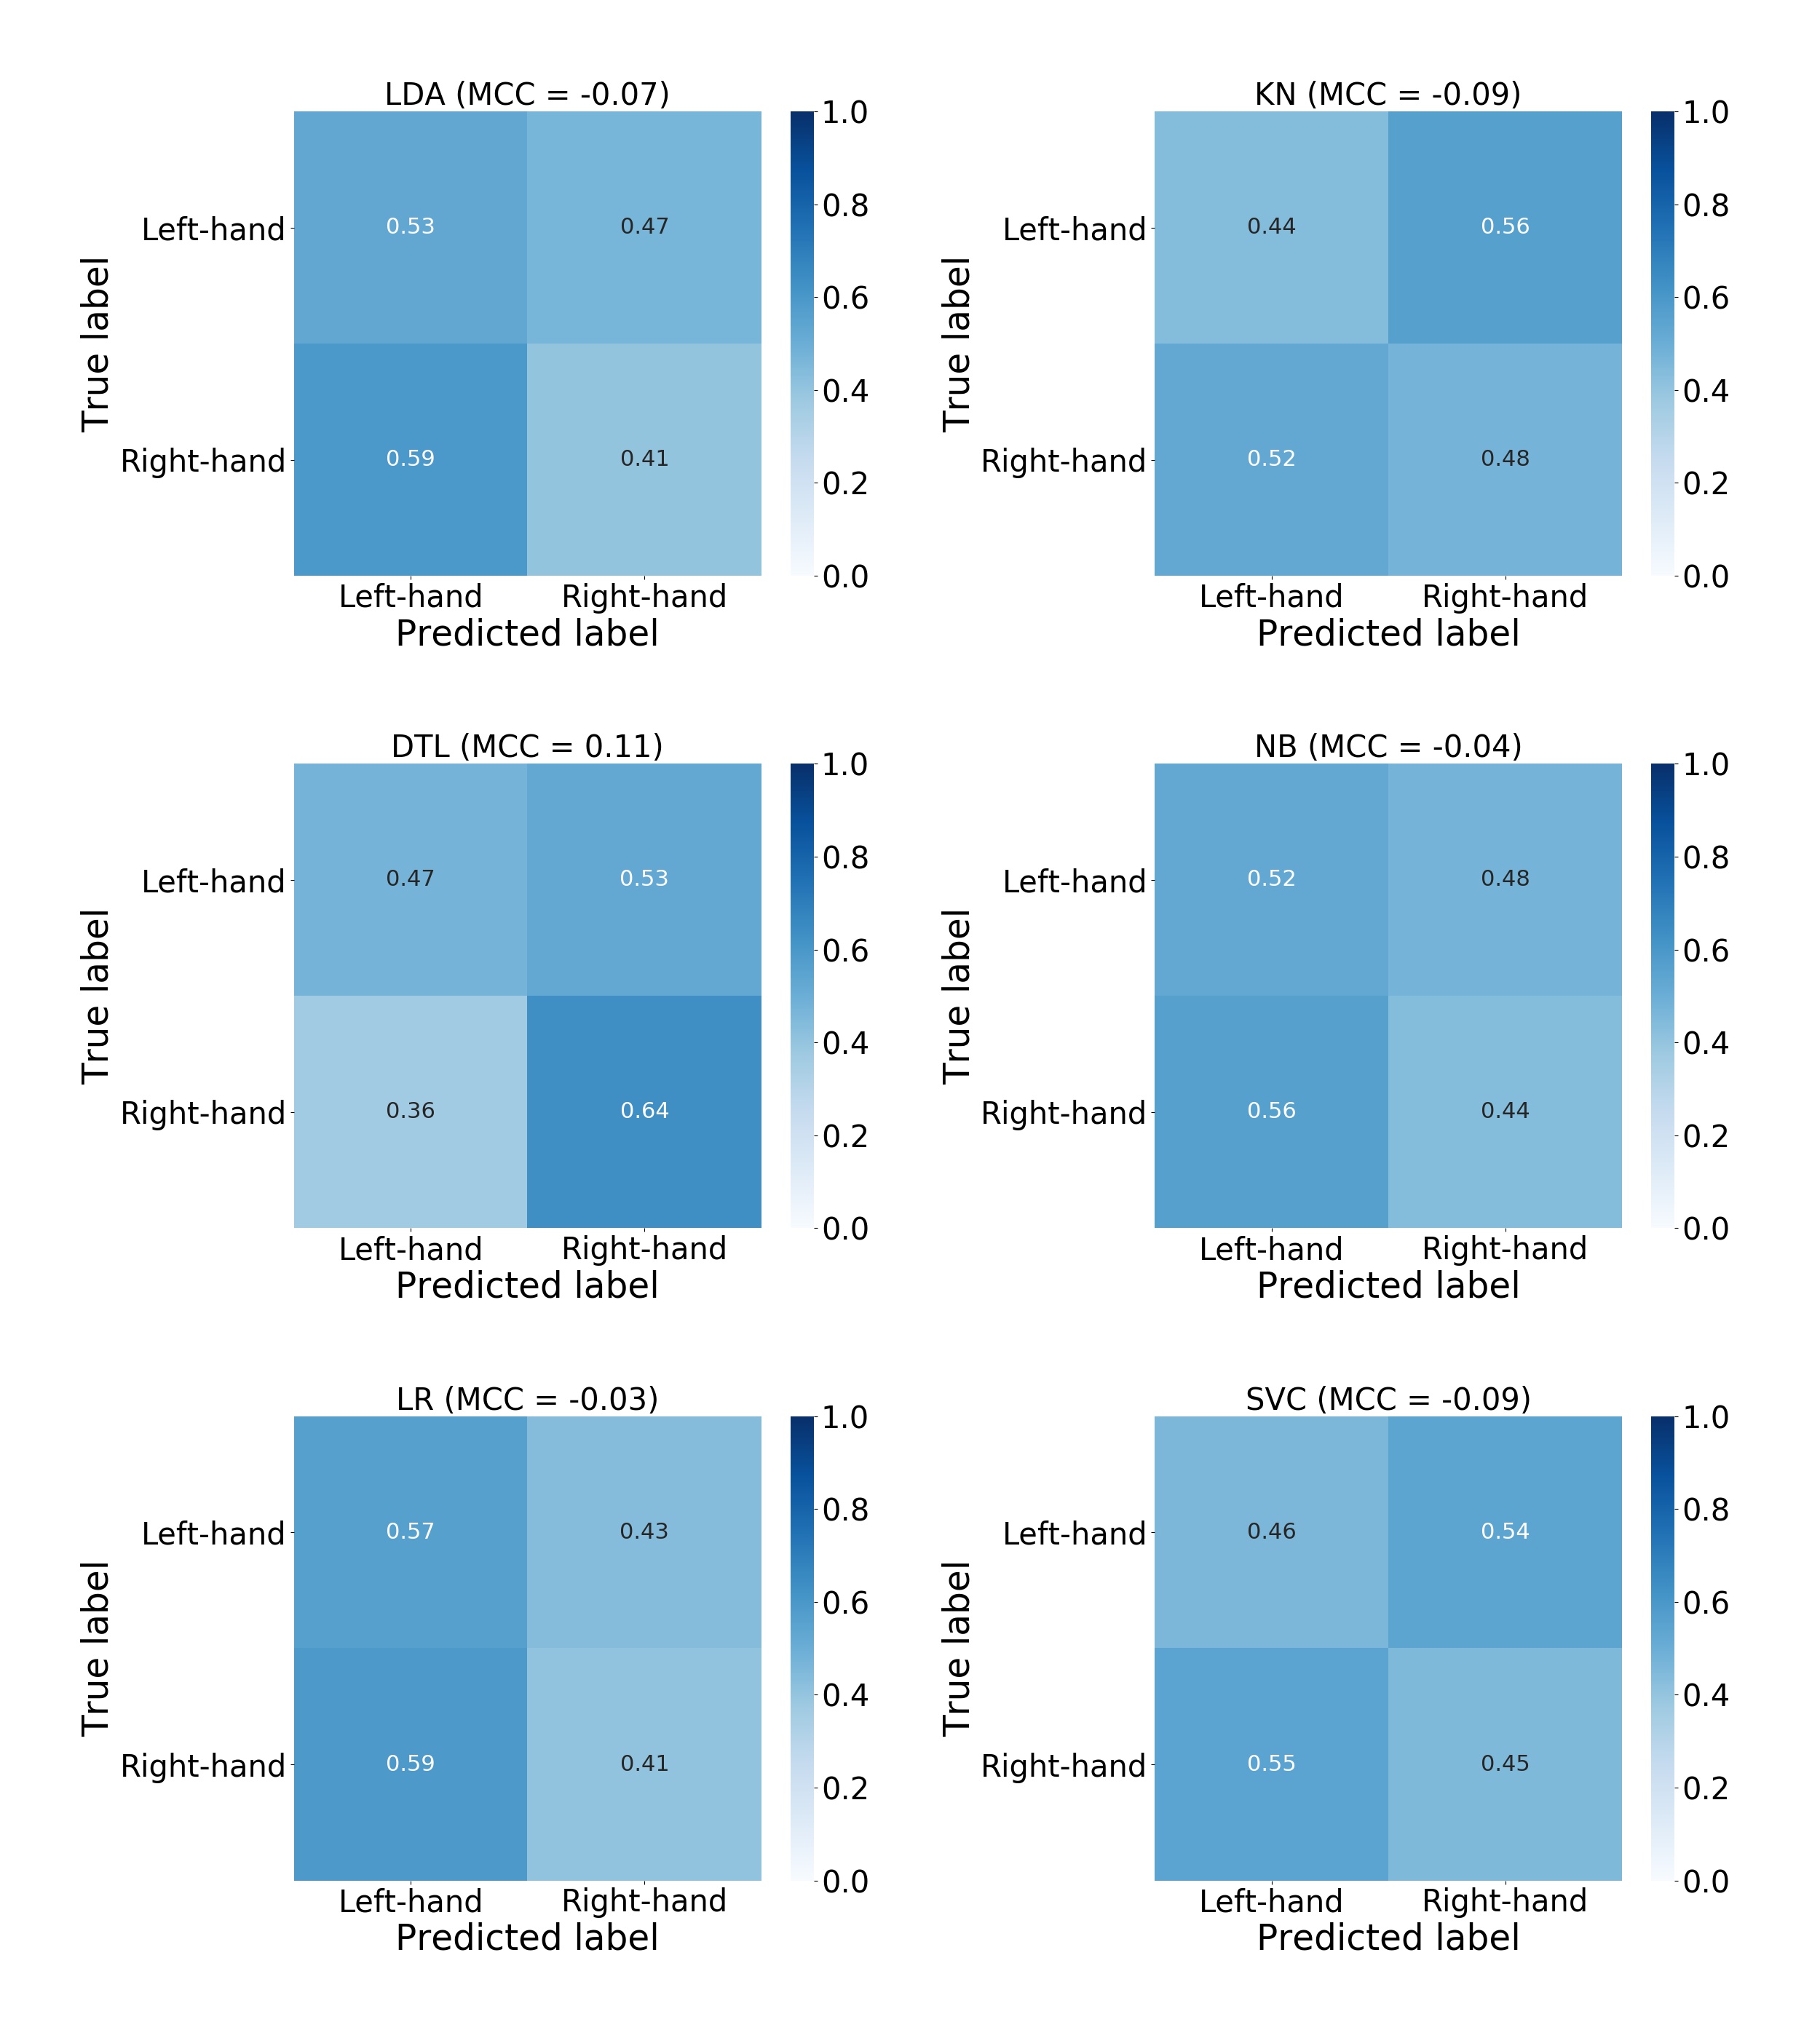 LDA (MCC = -0.07)
1.0
0.8
0.6
0.4
0.2
0.0
True label
Left-hand
Right-hand
0.53 0.47
0.59 0.41
Left-hand Right-hand
Predicted label
KN (MCC = -0.09)
1.0
0.8
0.6
0.4
0.2
0.0
True label
Left-hand
Right-hand
0.44 0.56
0.52 0.48
Left-hand Right-hand
Predicted label
DTL (MCC = 0.11)
1.0
0.8
0.6
0.4
0.2
0.0
True label
Left-hand
Right-hand
0.47 0.53
0.36 0.64
Left-hand Right-hand
Predicted label
NB (MCC = -0.04)
1.0
0.8
0.6
0.4
0.2
0.0
True label
Left-hand
Right-hand
0.52 0.48
0.56 0.44
Left-hand Right-hand
Predicted label
LR (MCC = -0.03)
1.0
0.8
0.6
0.4
0.2
0.0
True label
Left-hand
Right-hand
0.57 0.43
0.59 0.41
Left-hand Right-hand
Predicted label
SVC (MCC = -0.09)
1.0
0.8
0.6
0.4
0.2
0.0
True label
Left-hand
Right-hand
0.46 0.54
0.55 0.45
Left-hand Right-hand
Predicted label